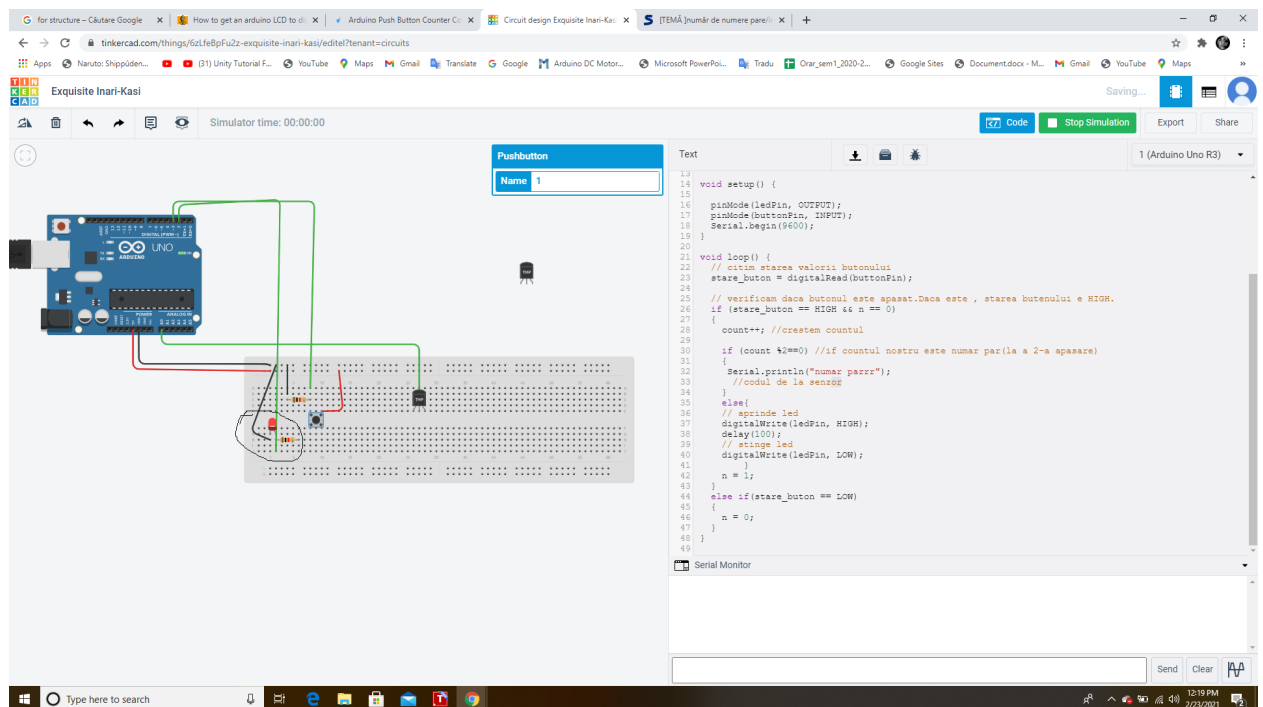 for structure – Căutare Google
How to get an arduino LCD to di
Arduino Push Button Counter Co
Circuit design Exquisite Inari-Kas
[TEMĂ ]număr de numere pare/i
tinkercad.com/things/6zLfeBpFu2z-exquisite-inari-kasi/editel?tenant=circuits
Apps
Naruto: Shippūden...
(31) Unity Tutorial F...
YouTube
Maps
Gmail
Translate
Google
Arduino DC Motor...
Microsoft PowerPoi...
Tradu
Orar_sem1_2020-2...
Google Sites
Document.docx - M...
Gmail
YouTube
Maps
»
TIN
KER
CAD
Exquisite Inari-Kasi
Saving...
Simulator time: 00:00:00
Code
Stop Simulation
Export
Share
Pushbutton
Name 1
Text
1 (Arduino Uno R3)
UNO
ARDUINO
DIGITAL (PWM~)
POWER
ANALOG IN
TMP
TMP
13
14 void setup() {
15
16 pinMode(ledPin, OUTPUT);
17 pinMode(buttonPin, INPUT);
18 Serial.begin(9600);
19 }
20
21 void loop() {
22 // citim starea valorii butonului
23 stare_buton = digitalRead(buttonPin);
24
25 // verificam daca butonul este apasat.Daca este , starea butenului e HIGH.
26 if (stare_buton == HIGH && n == 0)
27 {
28 count++; //crestem countul
29
30 if (count %2==0) //if countul nostru este numar par(la a 2-a apasare)
31 {
32 Serial.println("numar parrr");
33 //codul de la senzor
34 }
35 else{
36 // aprinde led
37 digitalWrite(ledPin, HIGH);
38 delay(100);
39 // stinge led
40 digitalWrite(ledPin, LOW);
41 }
42 n = 1;
43 }
44 else if(stare_buton == LOW)
45 {
46 n = 0;
47 }
48 }
49
Serial Monitor
Send
Clear
Type here to search
12:19 PM
2/23/2021
2